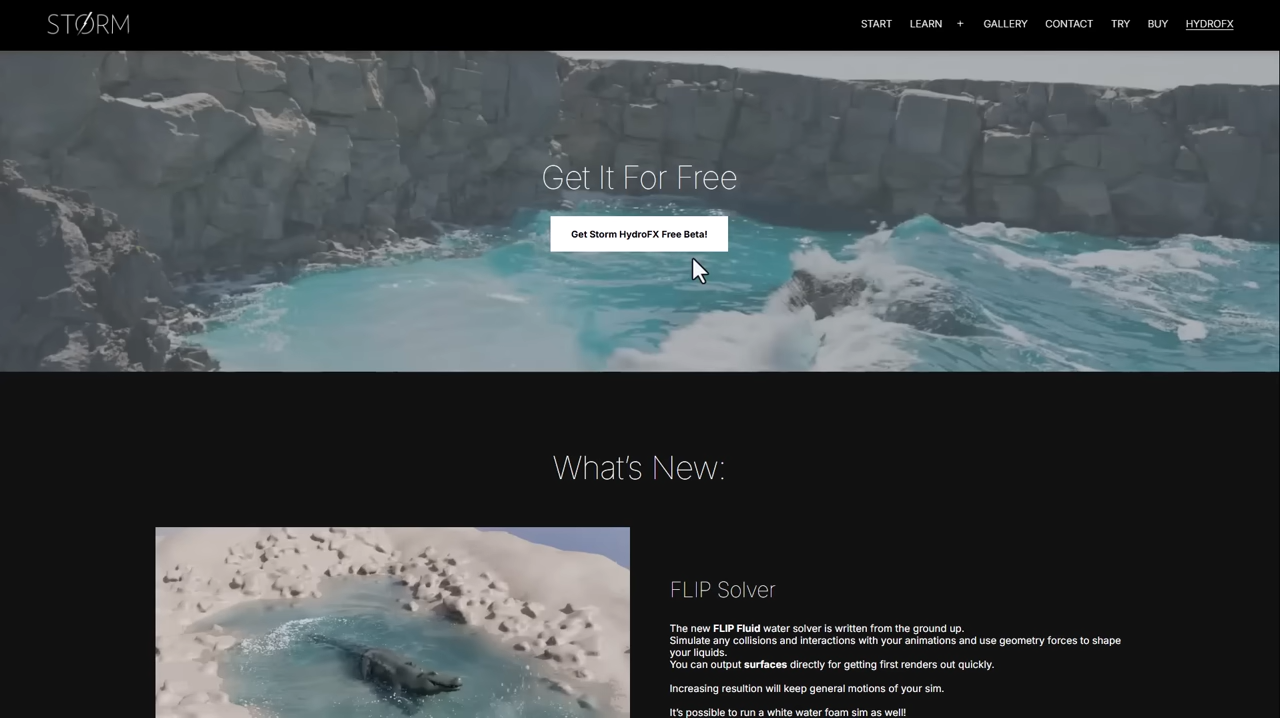 STØRM
START LEARN + GALLERY CONTACT TRY BUY HYDROFX
Get It For Free
Get Storm HydroFX Free Beta!
What's New:
FLIP Solver
The new FLIP Fluid water solver is written from the ground up.
Simulate any collisions and interactions with your animations and use geometry forces to shape
your liquids.
You can output surfaces directly for getting first renders out quickly.
Increasing resultion will keep general motions of your sim.
It's possible to run a white water foam sim as well!